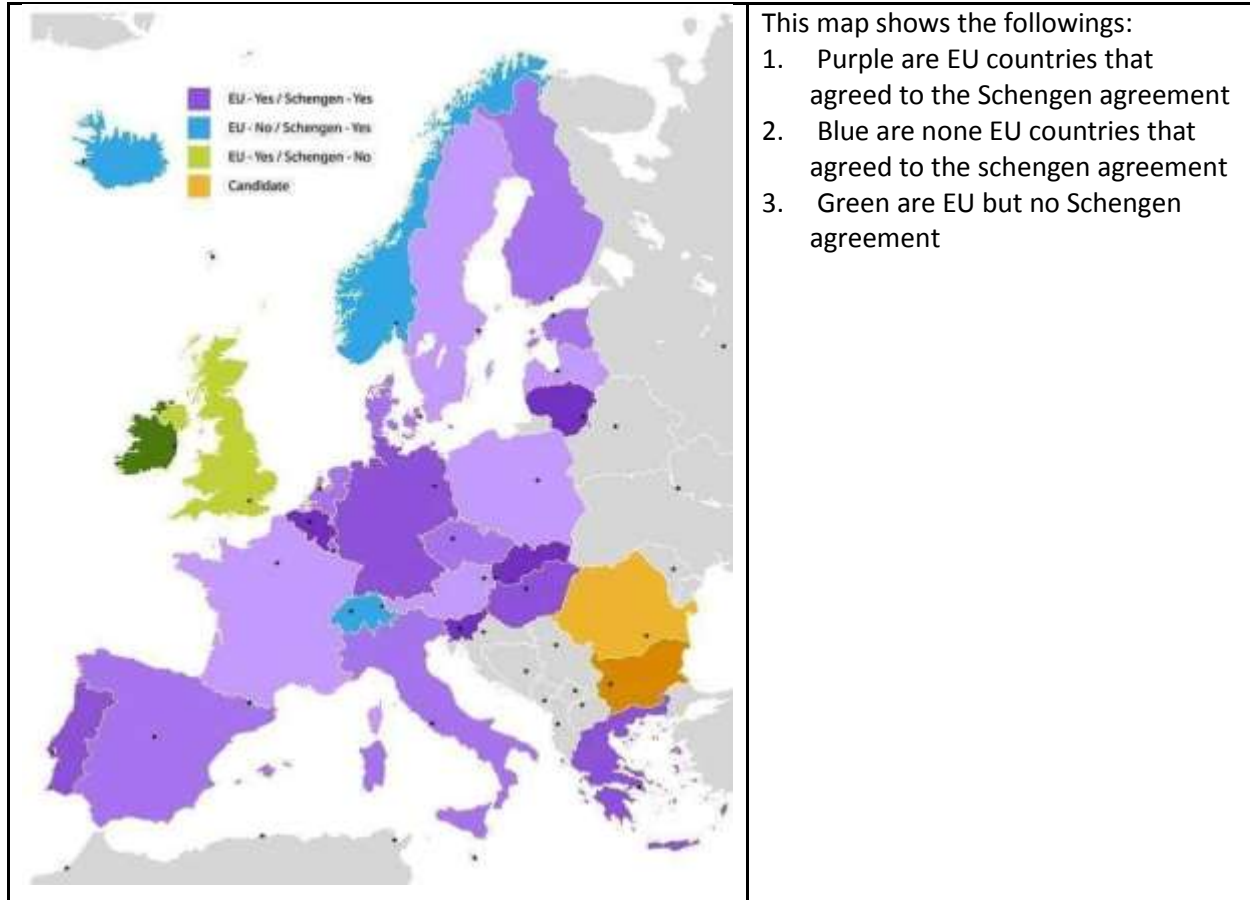 EU - Yes / Schengen - Yes
EU - No / Schengen - Yes
EU - Yes / Schengen - No
Candidate
This map shows the followings:
1. Purple are EU countries that
agreed to the Schengen agreement
2. Blue are none EU countries that
agreed to the schengen agreement
3. Green are EU but no Schengen
agreement